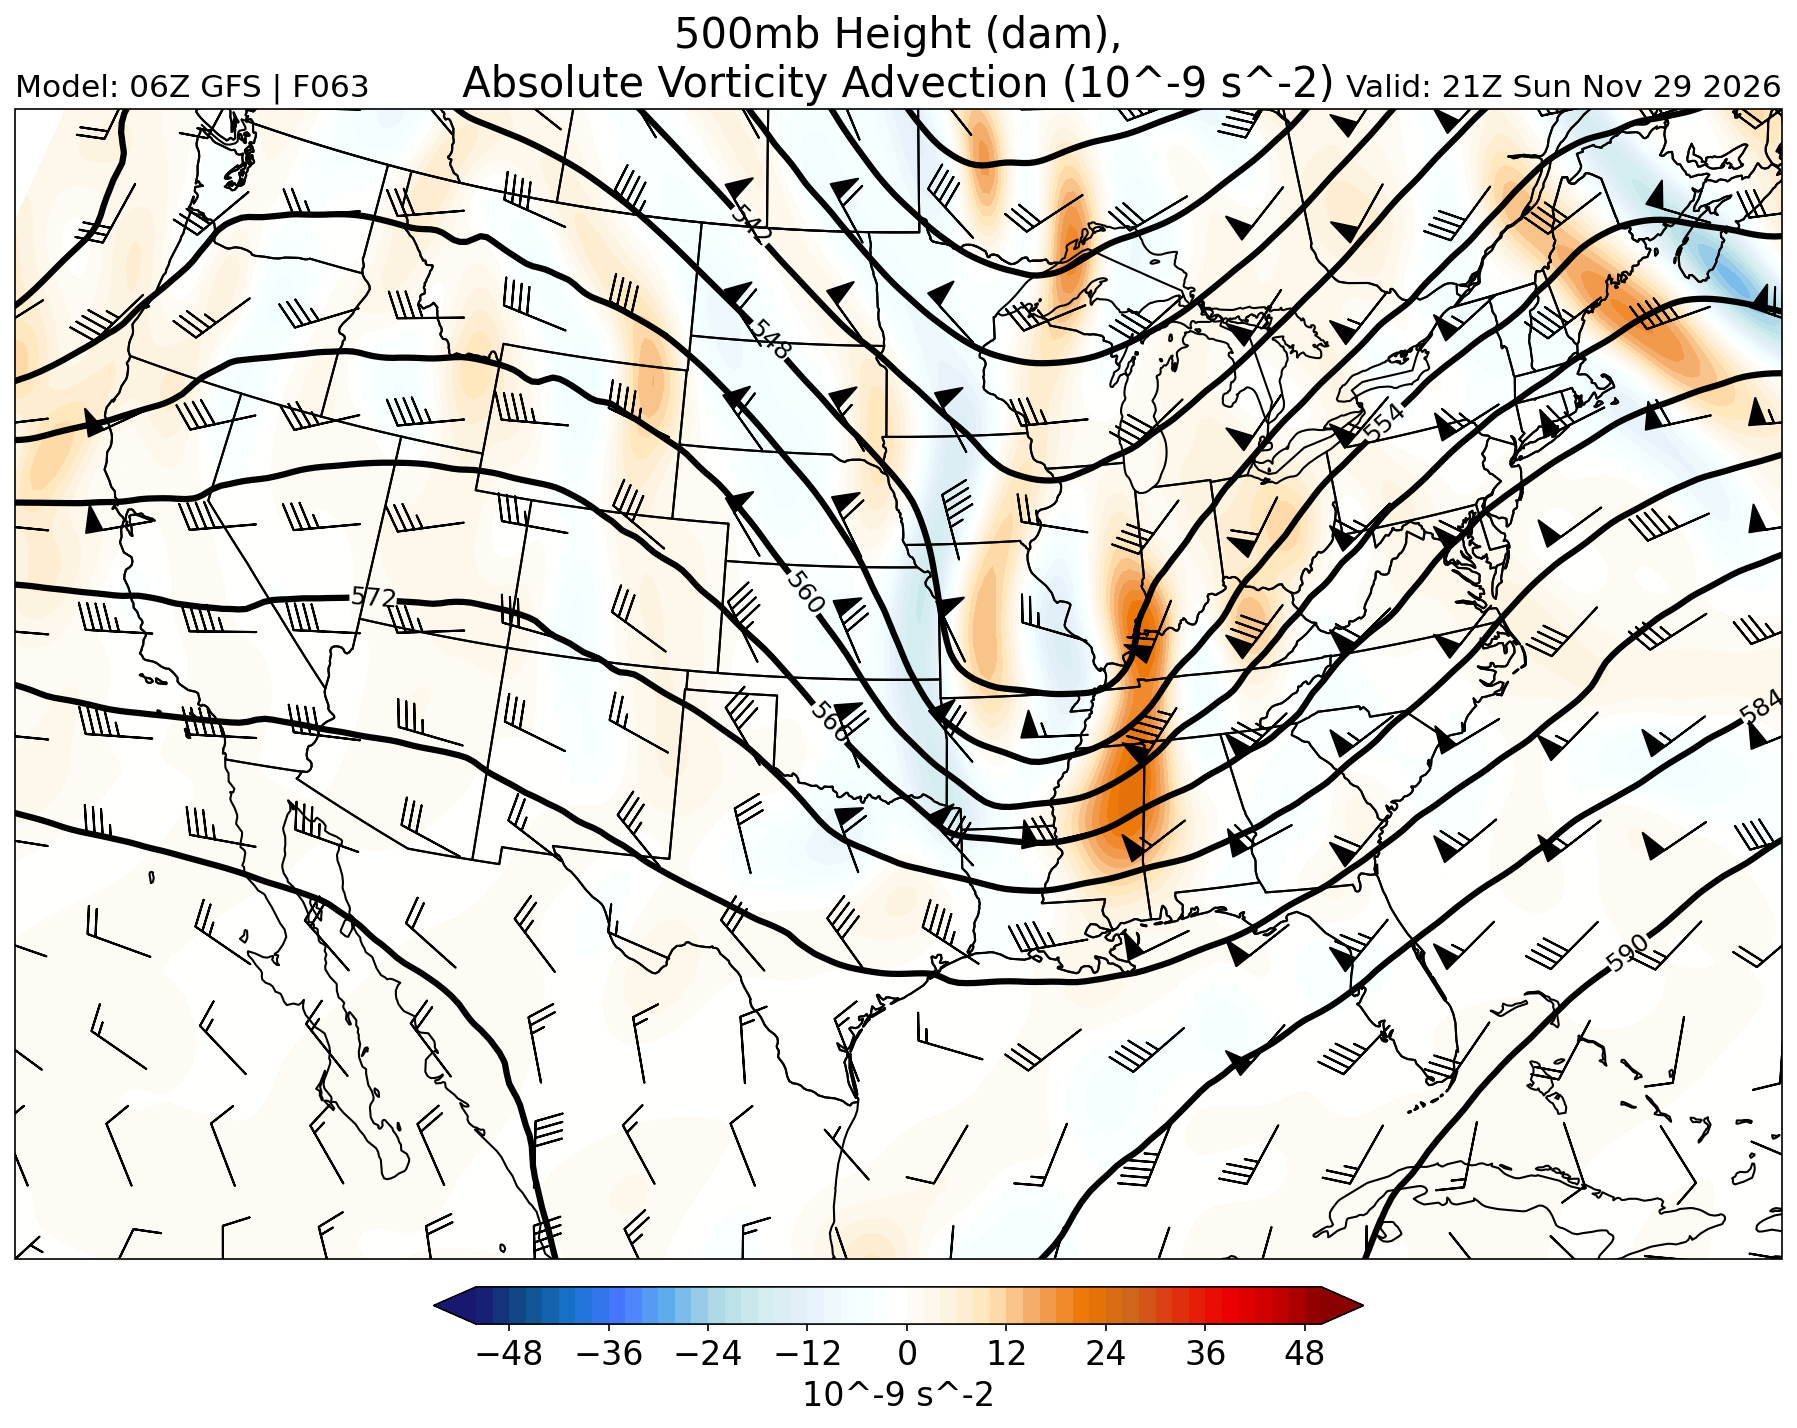 500mb Height (dam),
Model: 06Z GFS | F063
Absolute Vorticity Advection (10^-9 s^-2)
Valid: 21Z Sun Nov 29 2026
542
548
554
560
572
566
584
590
−48 −36 −24 −12 0 12 24 36 48
10^-9 s^-2